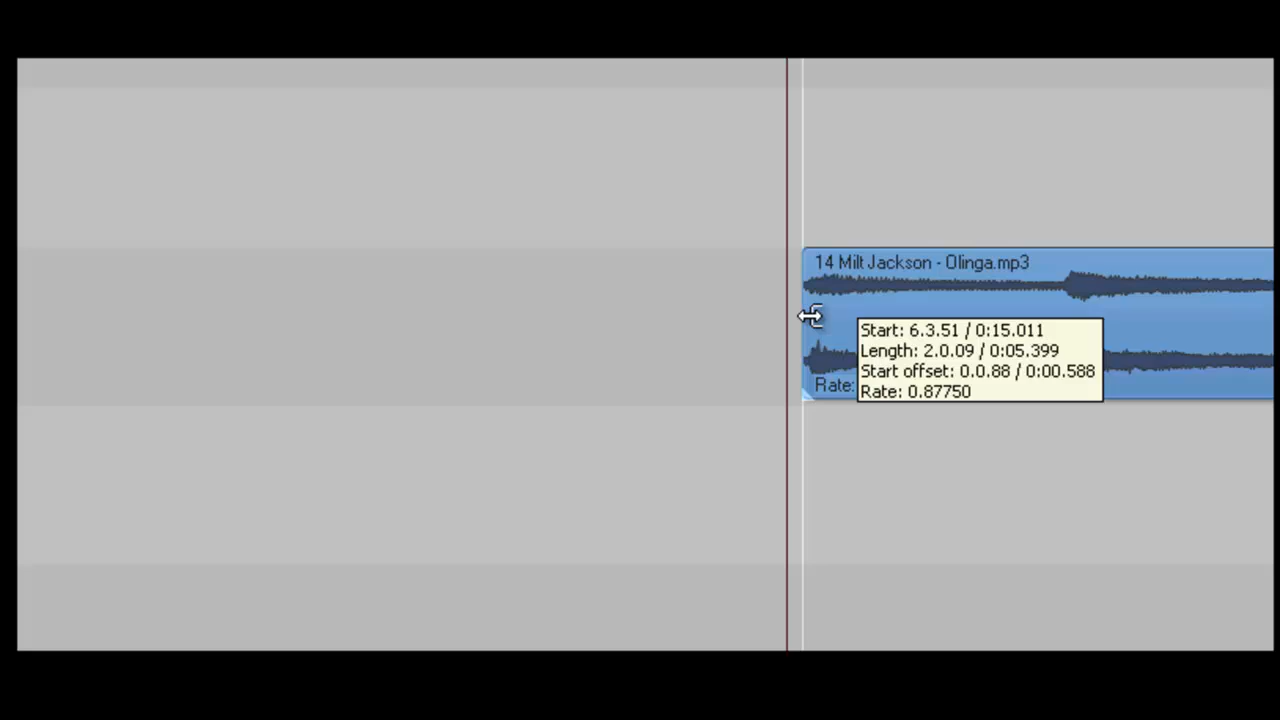 14 Milt Jackson - Olinga.mp3
Start: 6.3.51 / 0:15.011
Length: 2.0.09 / 0:05.399
Start offset: 0.0.88 / 0:00.588
Rate: Rate: 0.87750